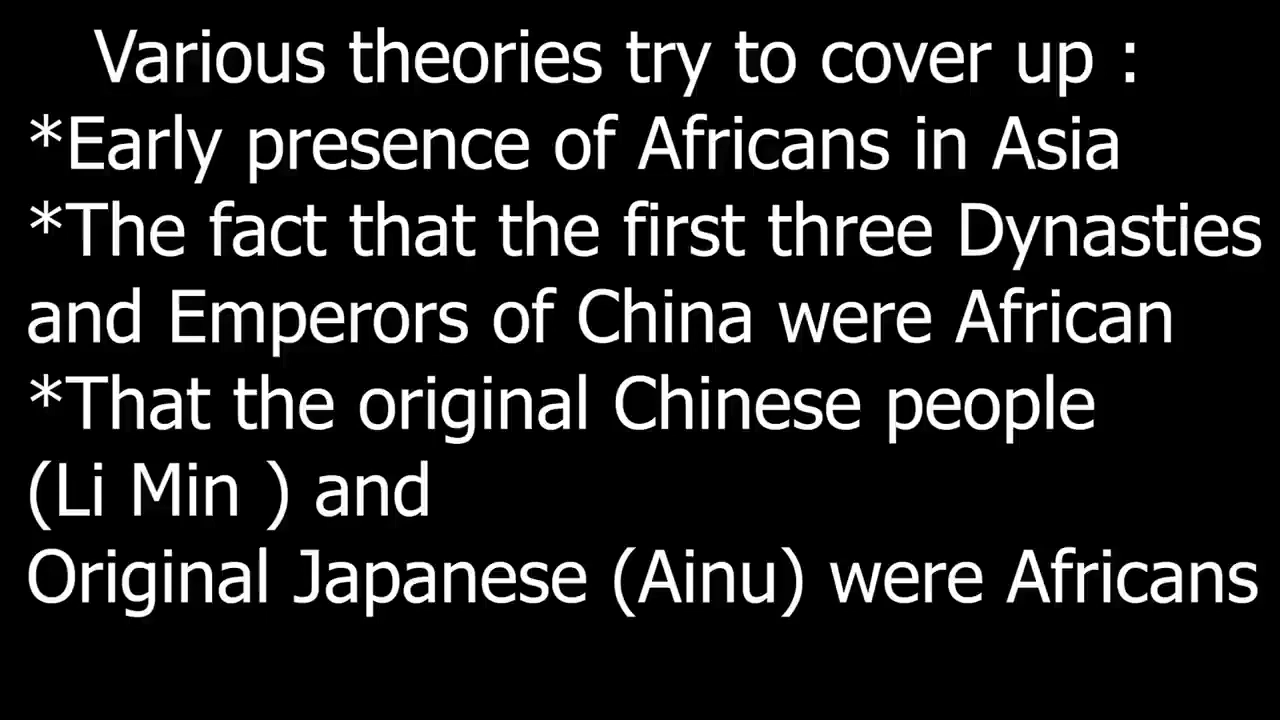 Various theories try to cover up :
*Early presence of Africans in Asia
*The fact that the first three Dynasties
and Emperors of China were African
*That the original Chinese people
(Li Min ) and
Original Japanese (Ainu) were Africans